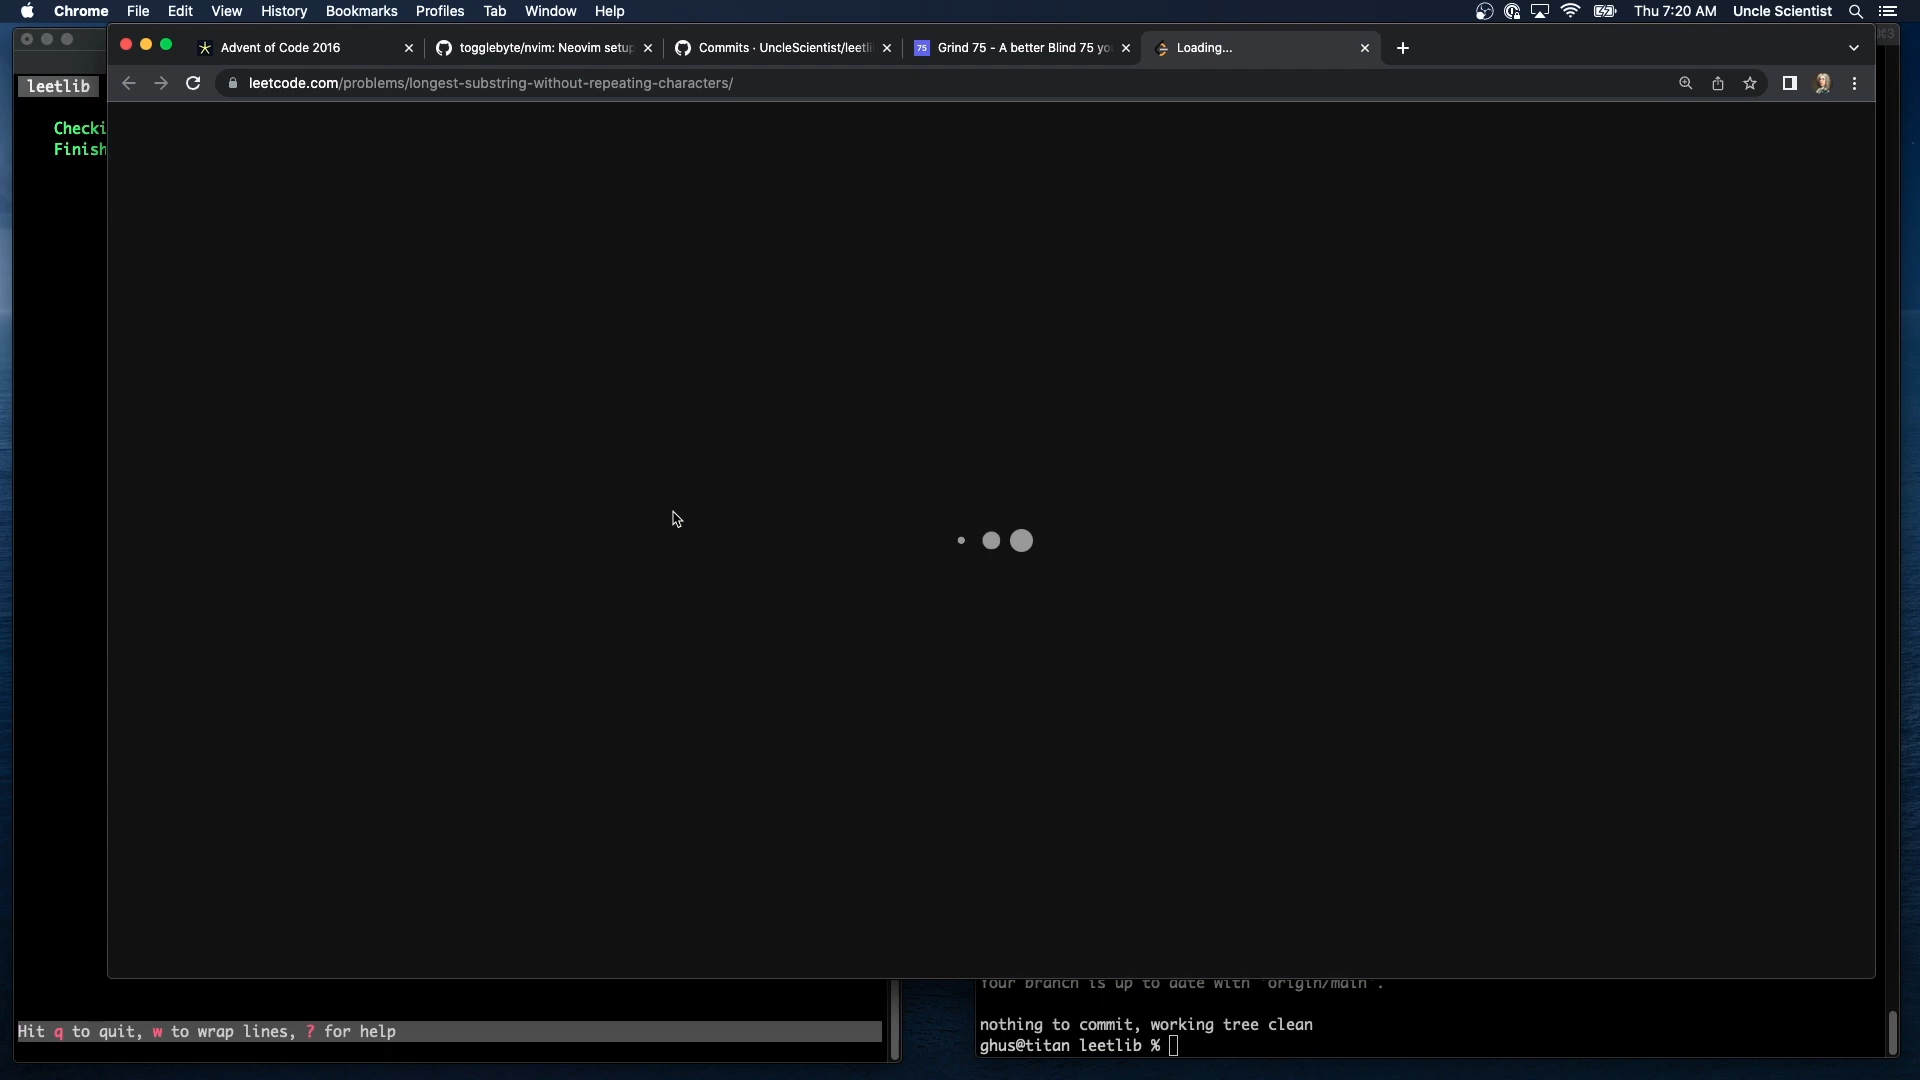 Chrome File Edit View History Bookmarks Profiles Tab Window Help Thu 7:20 AM Uncle Scientist
Advent of Code 2016 togglebyte/nvim: Neovim setup Commits · UncleScientist/leetli 75 Grind 75 - A better Blind 75 yo Loading...
⌘3
leetcode.com/problems/longest-substring-without-repeating-characters/
leetlib
Checki
Finish
Your branch is up to date with 'origin/main'.
nothing to commit, working tree clean
Hit q to quit, w to wrap lines, ? for help
ghus@titan leetlib %